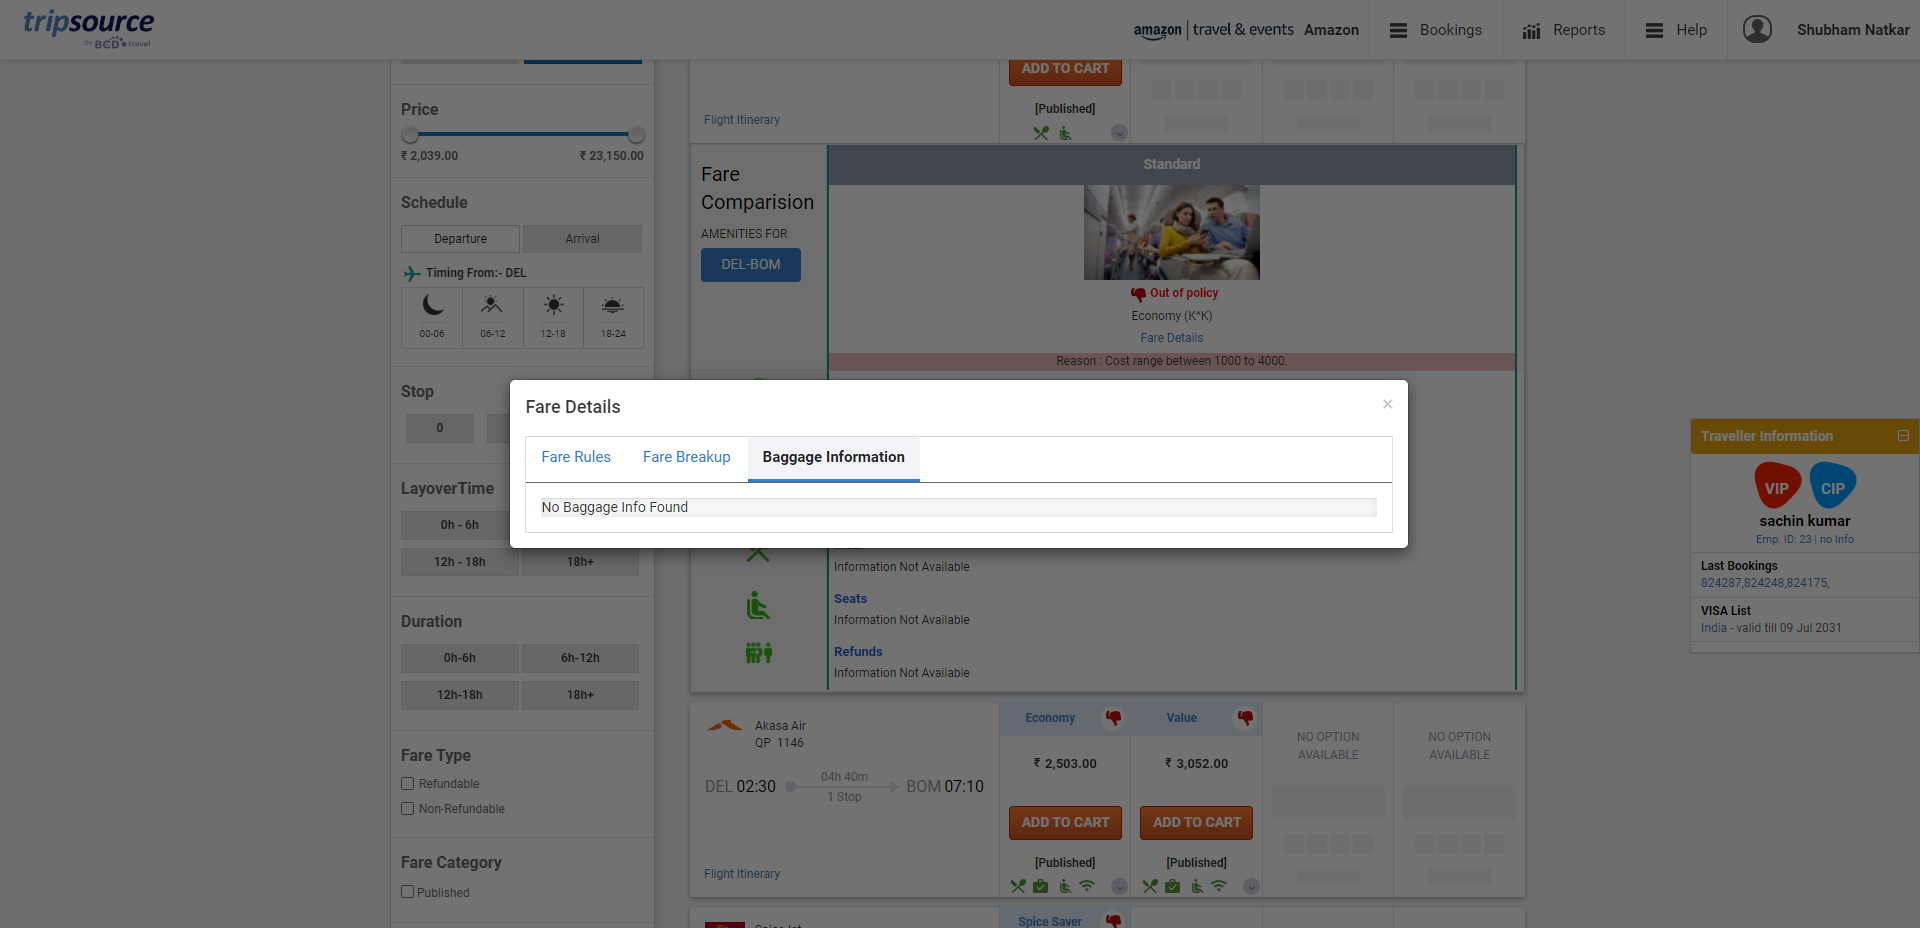 tripsource
by BCD travel
amazon | travel & events Amazon
Bookings
Reports
Help
Shubham Natkar
Price
₹ 2,039.00 ₹ 23,150.00
Schedule
Departure Arrival
Timing From:- DEL
00-06 06-12 12-18 18-24
Stop
0
LayoverTime
0h - 6h
12h - 18h 18h+
Duration
0h-6h 6h-12h
12h-18h 18h+
Fare Type
Refundable
Non-Refundable
Fare Category
Published
ADD TO CART
[Published]
Flight Itinerary
Fare
Comparision
AMENITIES FOR
DEL-BOM
Standard
Out of policy
Economy (K^K)
Fare Details
Reason : Cost range between 1000 to 4000.
Fare Details
×
Fare Rules Fare Breakup Baggage Information
No Baggage Info Found
Information Not Available
Seats
Information Not Available
Refunds
Information Not Available
Akasa Air
QP 1146
DEL 02:30 04h 40m BOM 07:10
1 Stop
Flight Itinerary
Economy
₹ 2,503.00
ADD TO CART
[Published]
Value
₹ 3,052.00
ADD TO CART
[Published]
NO OPTION
AVAILABLE
NO OPTION
AVAILABLE
Spice Saver
Traveller Information
VIP CIP
sachin kumar
Emp. ID: 23 | no Info
Last Bookings
824287,824248,824175,
VISA List
India - valid till 09 Jul 2031